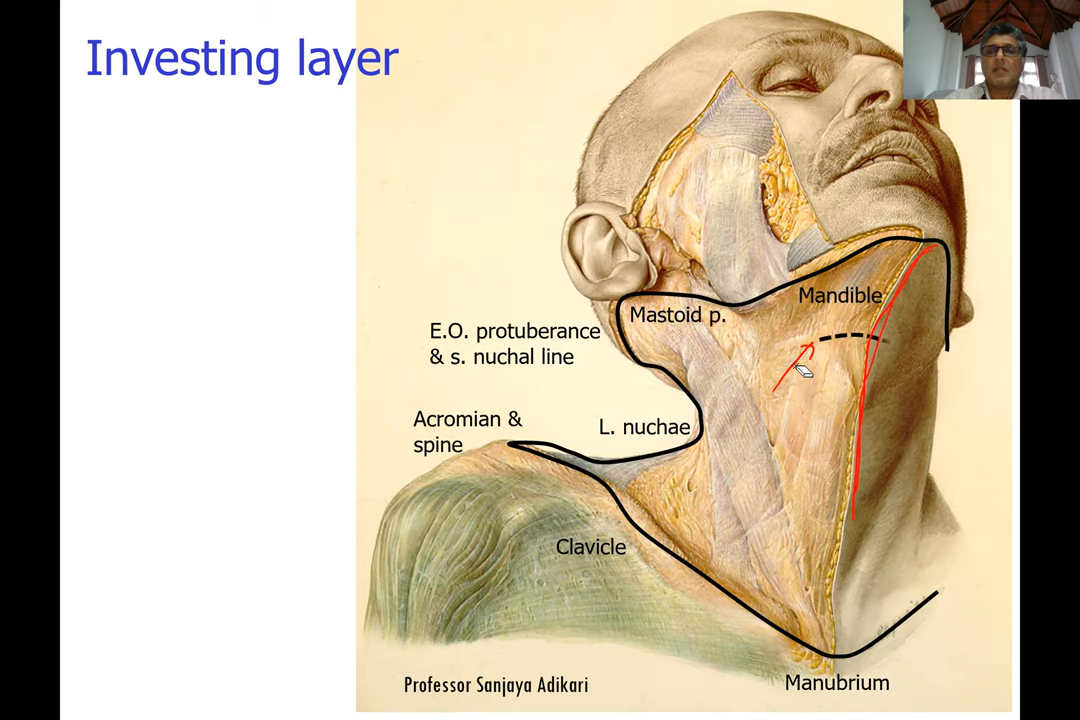 Investing layer
Mandible
Mastoid p.
E.O. protuberance
& s. nuchal line
Acromian &
spine
L. nuchae
Clavicle
Professor Sanjaya Adikari
Manubrium